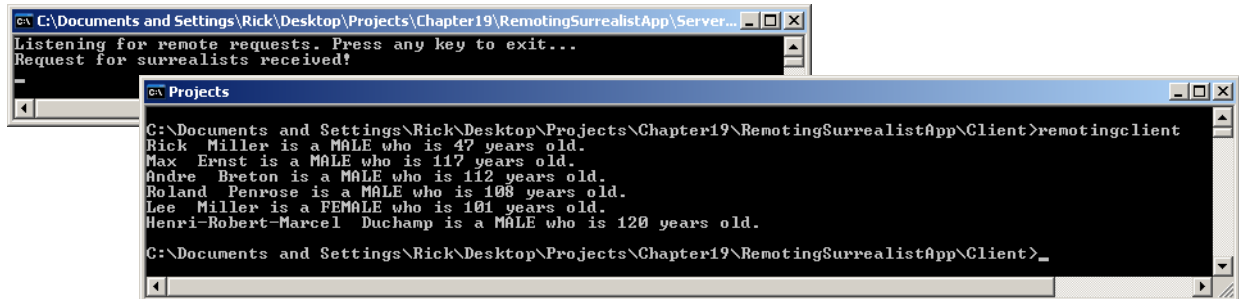 C:\Documents and Settings\Rick\Desktop\Projects\Chapter19\RemotingSurrealistApp\Server...
Listening for remote requests. Press any key to exit...
Request for surrealists received!
Projects
C:\Documents and Settings\Rick\Desktop\Projects\Chapter19\RemotingSurrealistApp\Client>remotingclient
Rick  Miller is a MALE who is 47 years old.
Max  Ernst is a MALE who is 117 years old.
Andre  Breton is a MALE who is 112 years old.
Roland  Penrose is a MALE who is 108 years old.
Lee  Miller is a FEMALE who is 101 years old.
Henri-Robert-Marcel  Duchamp is a MALE who is 120 years old.
C:\Documents and Settings\Rick\Desktop\Projects\Chapter19\RemotingSurrealistApp\Client>_